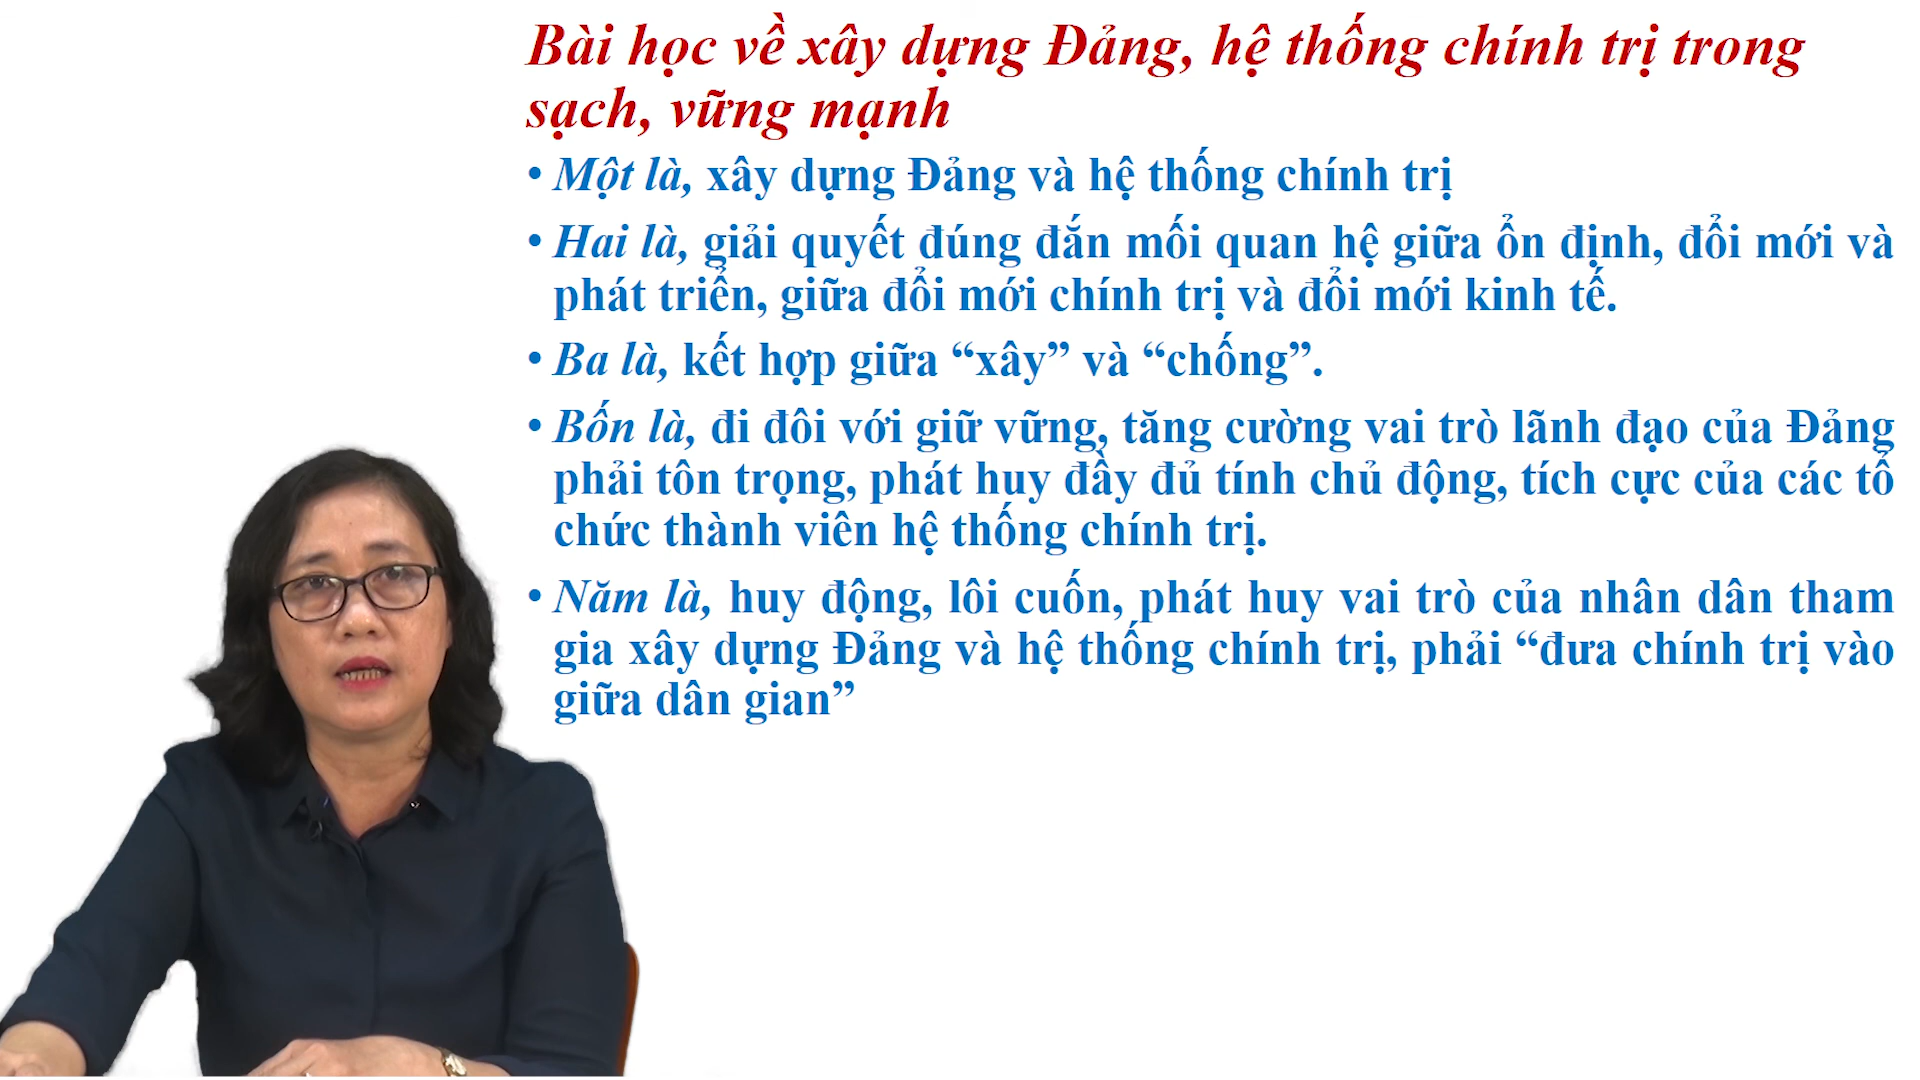 Bài học về xây dựng Đảng, hệ thống chính trị trong
sạch, vững mạnh
• Một là, xây dựng Đảng và hệ thống chính trị
• Hai là, giải quyết đúng đắn mối quan hệ giữa ổn định, đổi mới và
phát triển, giữa đổi mới chính trị và đổi mới kinh tế.
• Ba là, kết hợp giữa “xây” và “chống”.
• Bốn là, đi đôi với giữ vững, tăng cường vai trò lãnh đạo của Đảng
phải tôn trọng, phát huy đầy đủ tính chủ động, tích cực của các tổ
chức thành viên hệ thống chính trị.
• Năm là, huy động, lôi cuốn, phát huy vai trò của nhân dân tham
gia xây dựng Đảng và hệ thống chính trị, phải “đưa chính trị vào
giữa dân gian”